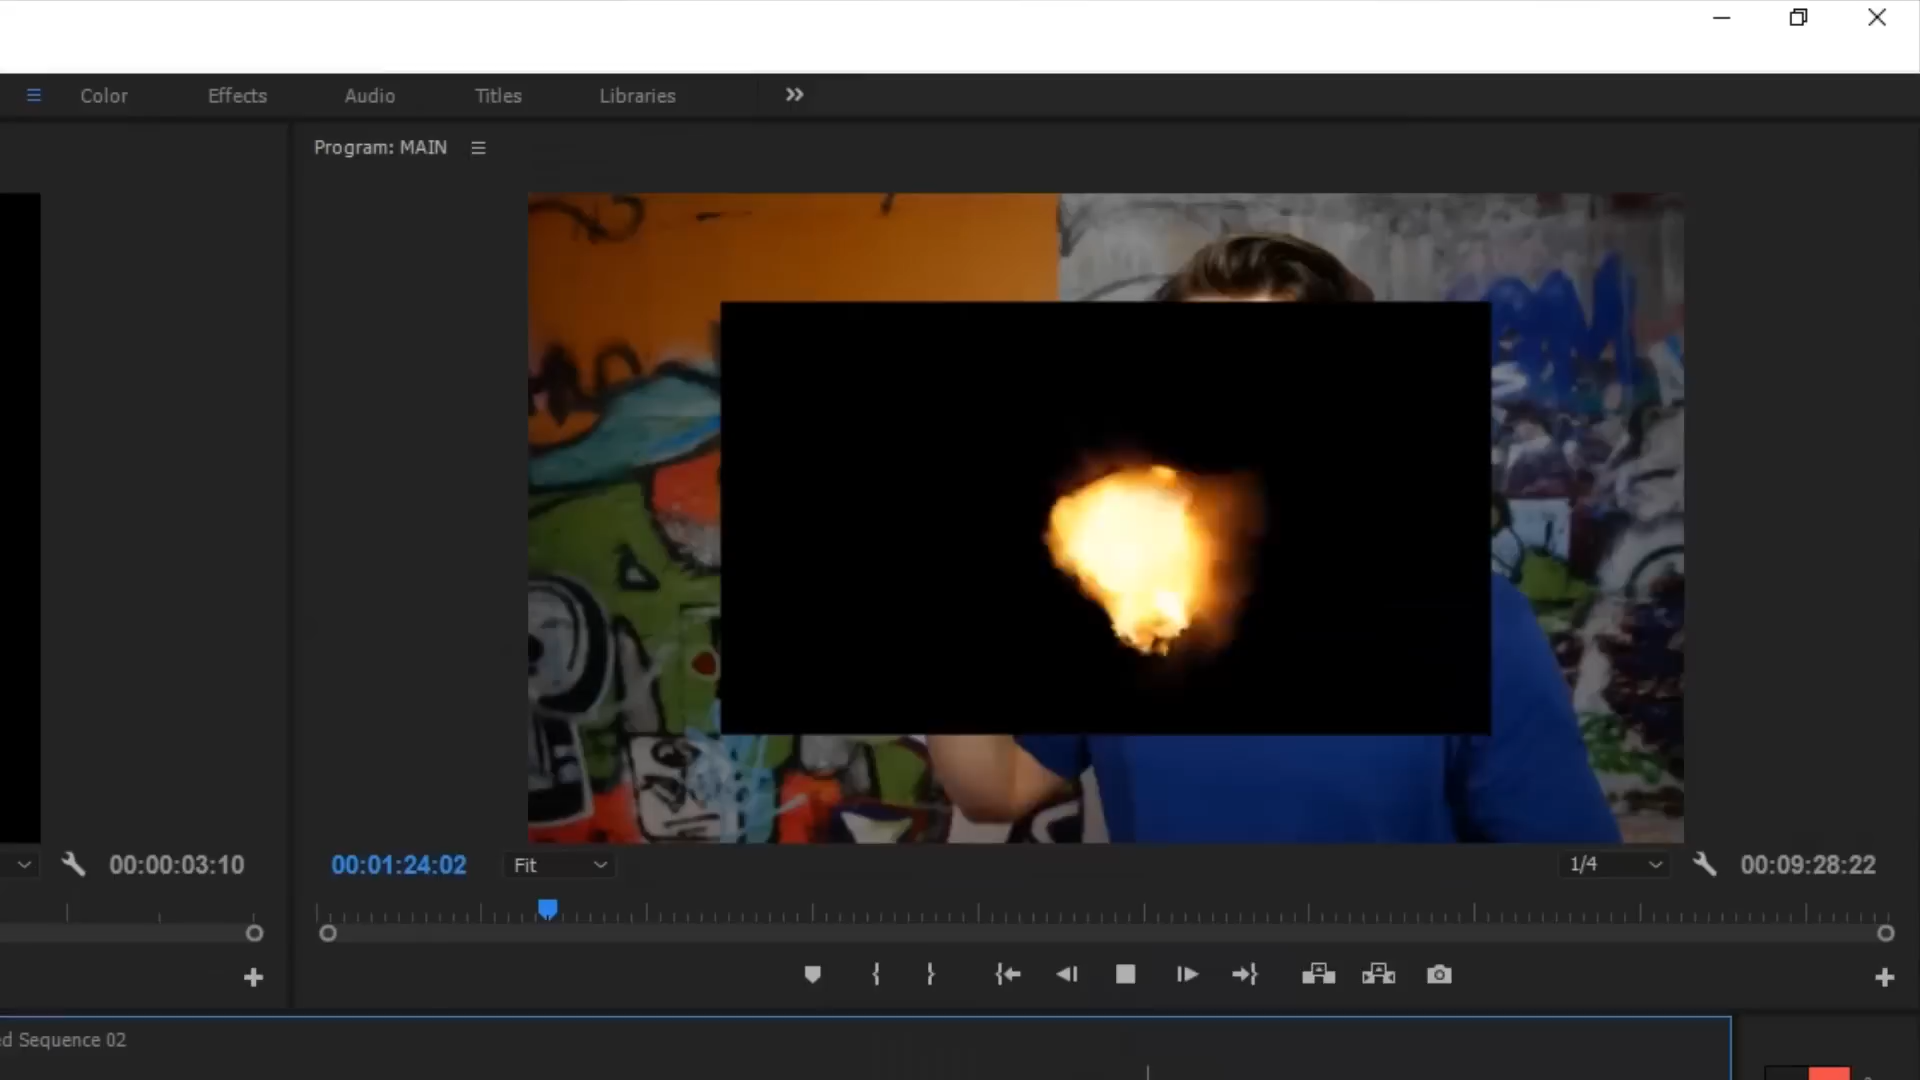 Color Effects Audio Titles Libraries
Program: MAIN
00:00:03:10 00:01:24:02 Fit 1/4 00:09:28:22
ed Sequence 02